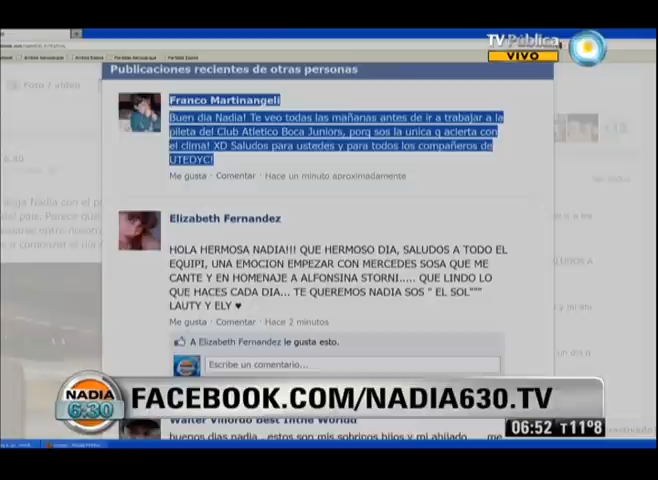 TV Pública
VIVO
Publicaciones recientes de otras personas
Foto / video
Franco Martinangeli
Buen dia Nadia! Te veo todas las mañanas antes de ir a trabajar a la
pileta del Club Atletico Boca Juniors, porq sos la unica q acierta con
el clima! XD Saludos para ustedes y para todos los compañeros de
UTEDYC!
Me gusta · Comentar · Hace un minuto aproximadamente
Elizabeth Fernandez
HOLA HERMOSA NADIA!!! QUE HERMOSO DIA, SALUDOS A TODO EL
EQUIPI, UNA EMOCION EMPEZAR CON MERCEDES SOSA QUE ME
CANTE Y EN HOMENAJE A ALFONSINA STORNI..... QUE LINDO LO
QUE HACES CADA DIA... TE QUEREMOS NADIA SOS " EL SOL"""
LAUTY Y ELY ♥
Me gusta · Comentar · Hace 2 minutos
A Elizabeth Fernandez le gusta esto.
Escribe un comentario...
NADIA
6:30
FACEBOOK.COM/NADIA630.TV
Walter Villordo Best Inthe World
06:52 T11°8
buenos dias nadia , estos son mis sobrinos hijos y mi ahijado